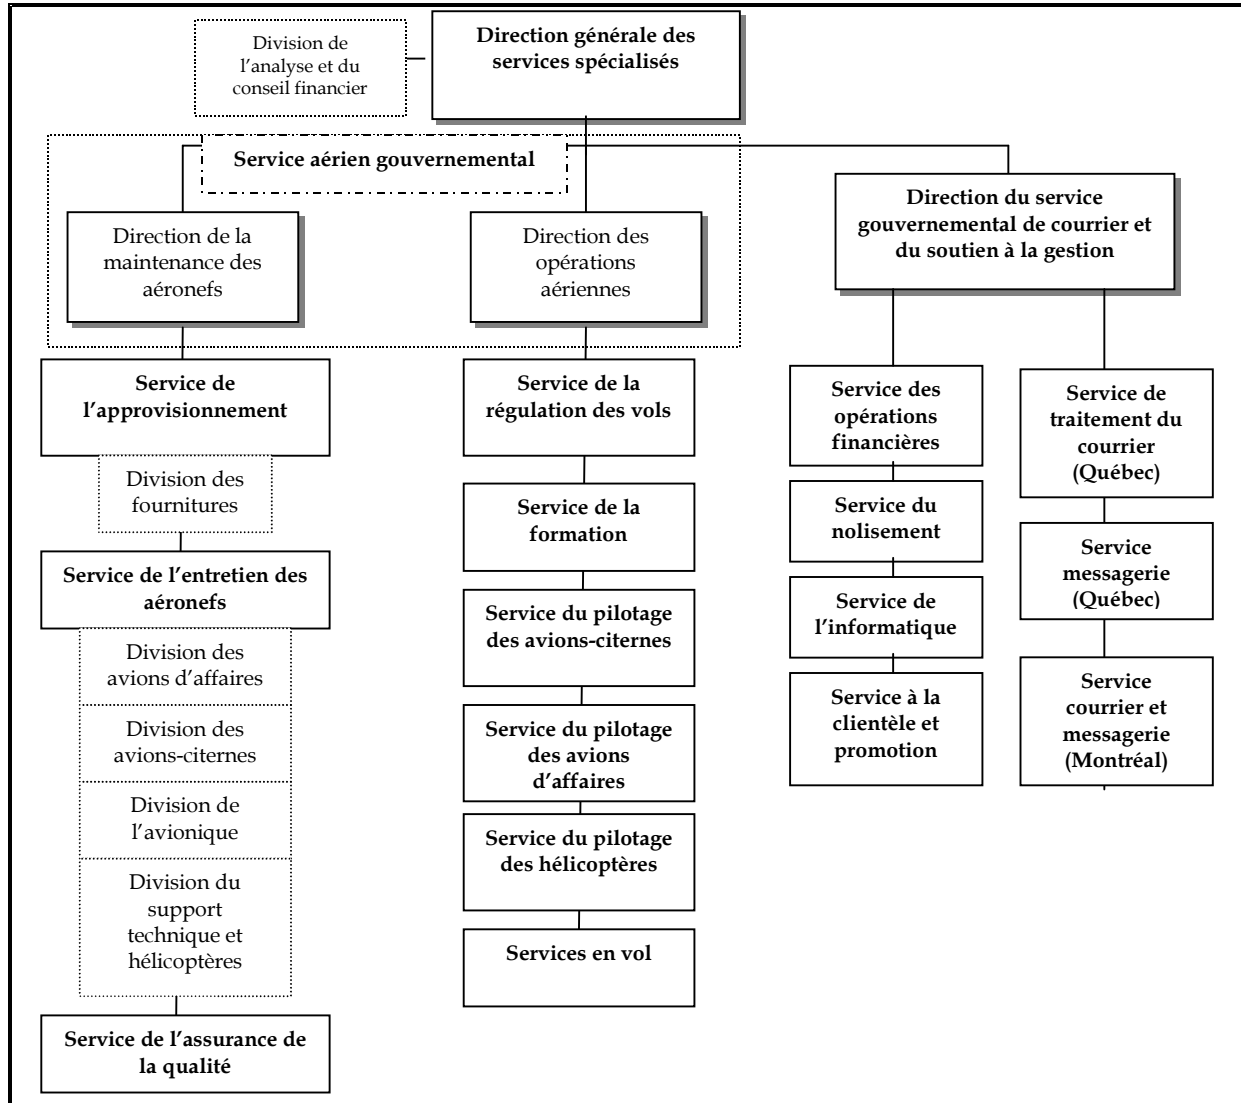 Division de
l'analyse et du
conseil financier
Direction générale des
services spécialisés
Service aérien gouvernemental
Direction de la
maintenance des
aéronefs
Direction des
opérations
aériennes
Direction du service
gouvernemental de courrier et
du soutien à la gestion
Service de
l'approvisionnement
Division des
fournitures
Service de l'entretien des
aéronefs
Division des
avions d'affaires
Division des
avions-citernes
Division de
l'avionique
Division du
support
technique et
hélicoptères
Service de l'assurance de
la qualité
Service de la
régulation des vols
Service de la
formation
Service du pilotage
des avions-citernes
Service du pilotage
des avions
d'affaires
Service du pilotage
des hélicoptères
Services en vol
Service des
opérations
financières
Service du
nolisement
Service de
l'informatique
Service à la
clientèle et
promotion
Service de
traitement du
courrier
(Québec)
Service
messagerie
(Québec)
Service
courrier et
messagerie
(Montréal)